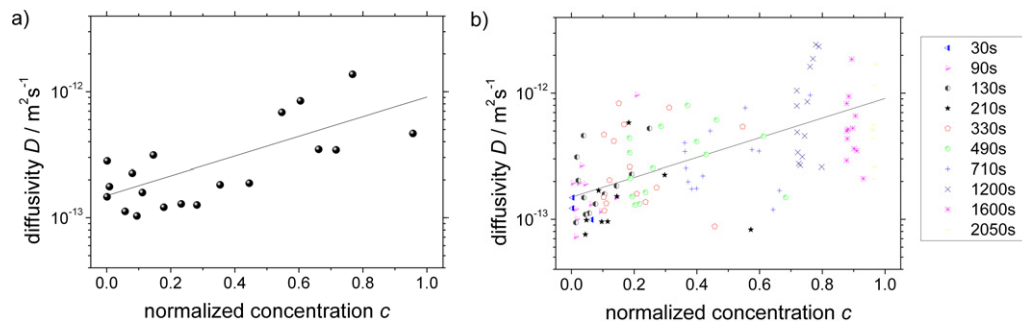 a)
diffusivity D / m²s⁻¹
10⁻¹²
10⁻¹³
0.0 0.2 0.4 0.6 0.8 1.0
normalized concentration c
b)
diffusivity D / m²s⁻¹
10⁻¹²
10⁻¹³
0.0 0.2 0.4 0.6 0.8 1.0
normalized concentration c
30s
90s
130s
210s
330s
490s
710s
1200s
1600s
2050s